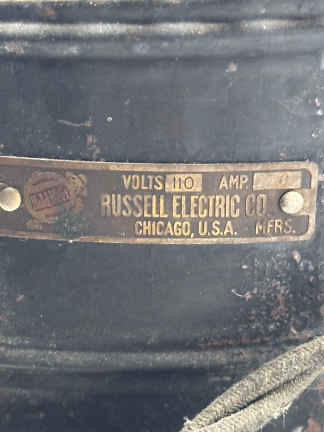 VOLTS 110 AMP.
RUSSELL ELECTRIC CO
CHICAGO, U.S.A. MFRS.